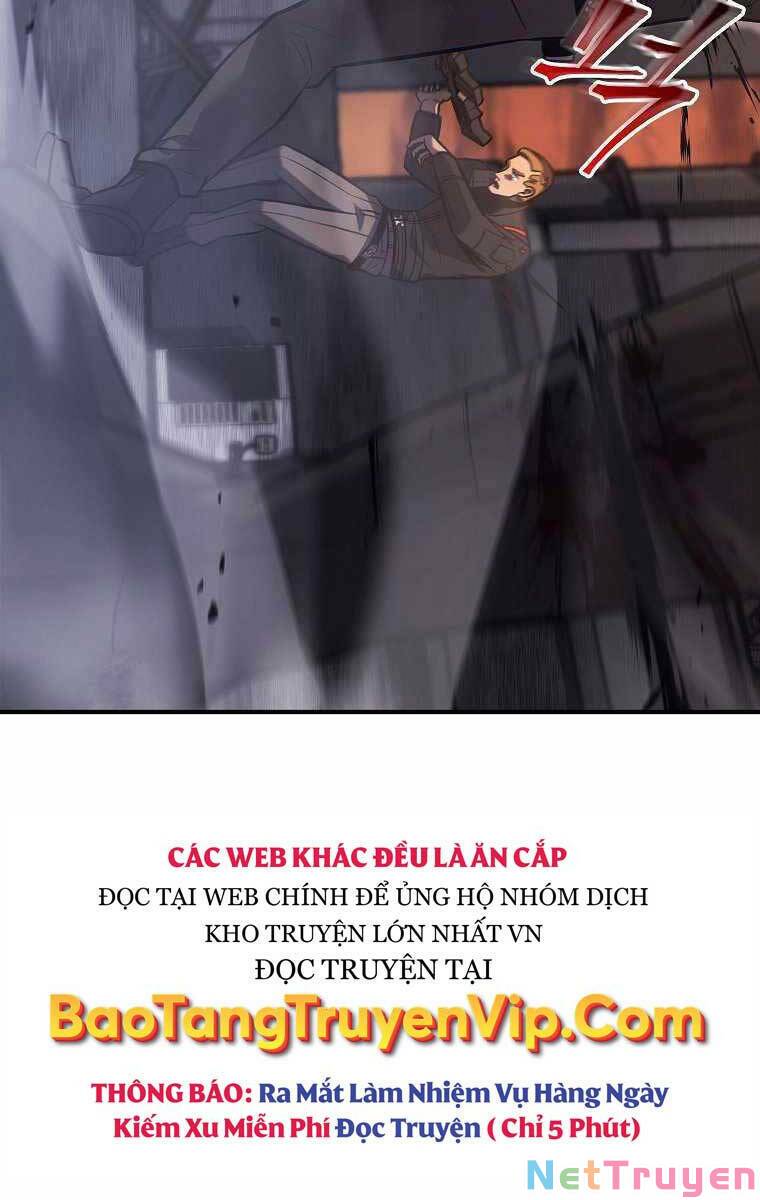 CÁC WEB KHÁC ĐỀU LÀ ĂN CẮP
ĐỌC TẠI WEB CHÍNH ĐỂ ỦNG HỘ NHÓM DỊCH
KHO TRUYỆN LỚN NHẤT VN
ĐỌC TRUYỆN TẠI
BaoTangTruyenVip.Com
THÔNG BÁO: Ra Mắt Làm Nhiệm Vụ Hàng Ngày
Kiếm Xu Miễn Phí Đọc Truyện ( Chỉ 5 Phút)
NetTruyen